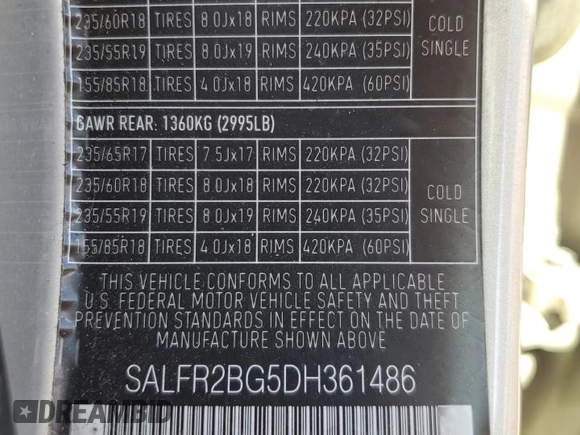 235/60R18 TIRES 8.0Jx18 RIMS 220KPA (32PSI) COLD
235/55R19 TIRES 8.0Jx19 RIMS 240KPA (35PSI) SINGLE
155/85R18 TIRES 4.0Jx18 RIMS 420KPA (60PSI)
GAWR REAR: 1360KG (2995LB)
235/65R17 TIRES 7.5Jx17 RIMS 220KPA (32PSI)
235/60R18 TIRES 8.0Jx18 RIMS 220KPA (32PSI) COLD
235/55R19 TIRES 8.0Jx19 RIMS 240KPA (35PSI) SINGLE
155/85R18 TIRES 4.0Jx18 RIMS 420KPA (60PSI)
THIS VEHICLE CONFORMS TO ALL APPLICABLE
U.S. FEDERAL MOTOR VEHICLE SAFETY AND THEFT
PREVENTION STANDARDS IN EFFECT ON THE DATE OF
MANUFACTURE SHOWN ABOVE
SALFR2BG5DH361486
DREAMBID